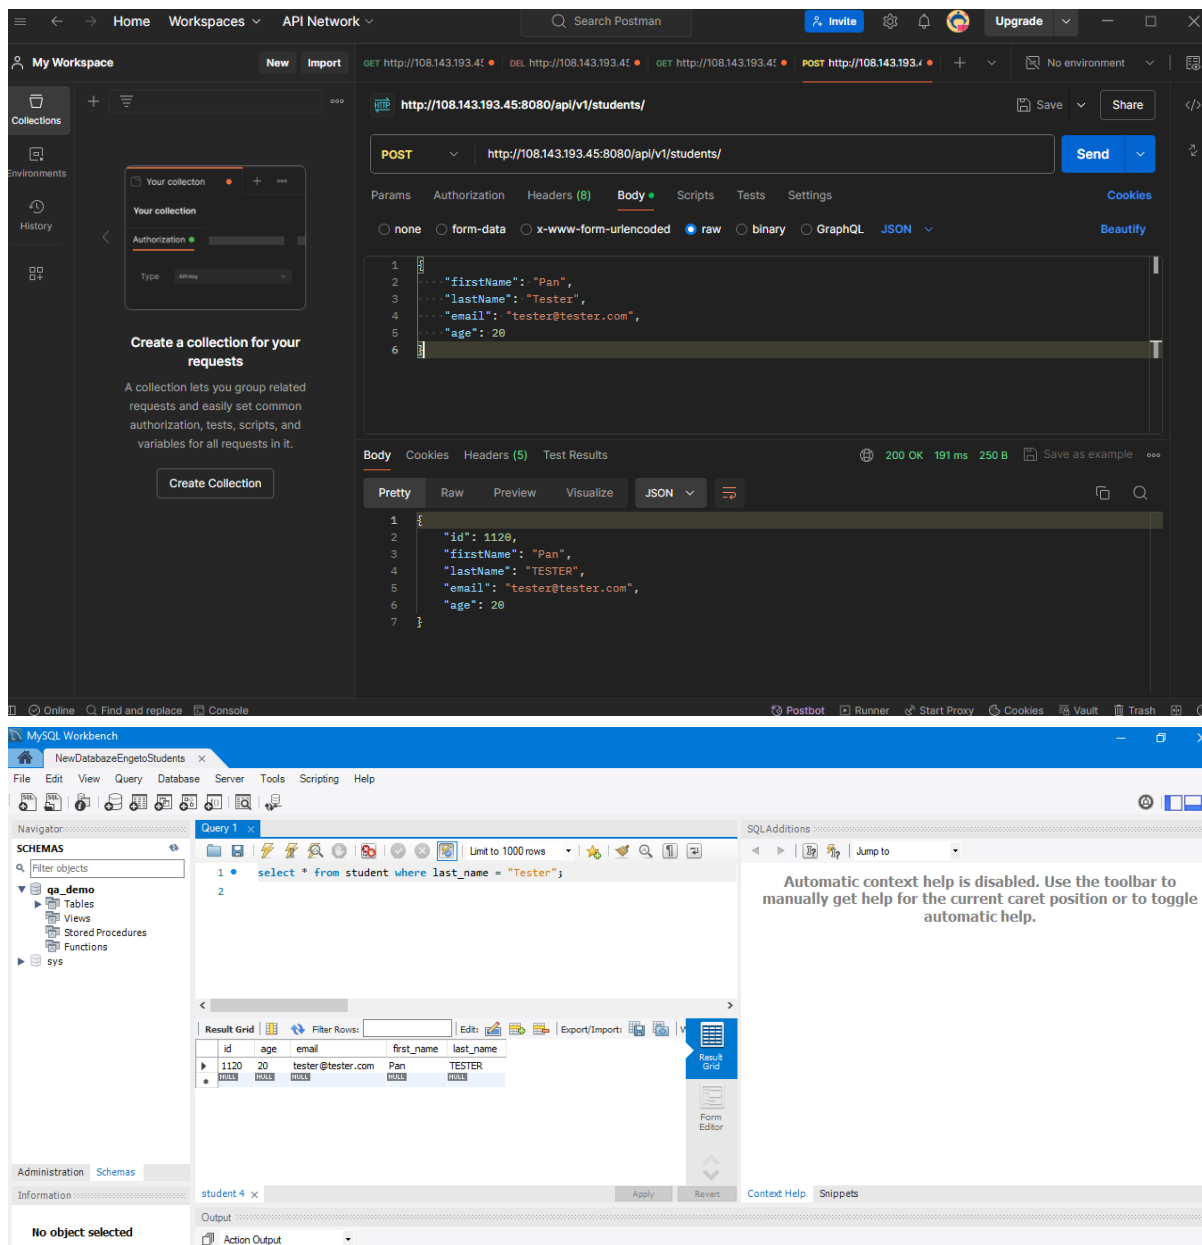 Home Workspaces API Network Search Postman Invite Upgrade
My Workspace New Import GET http://108.143.193.45 DEL http://108.143.193.45 GET http://108.143.193.45 POST http://108.143.193.4 No environment
Collections
http://108.143.193.45:8080/api/v1/students/ Save Share
POST http://108.143.193.45:8080/api/v1/students/ Send
Environments
Params Authorization Headers (8) Body Scripts Tests Settings Cookies
History
none form-data x-www-form-urlencoded raw binary GraphQL JSON Beautify
Your collecton
Your collection
Authorization
Type API-Key
1 {
2 "firstName": "Pan",
3 "lastName": "Tester",
4 "email": "tester@tester.com",
5 "age": 20
6 }
Create a collection for your
requests
A collection lets you group related
requests and easily set common
authorization, tests, scripts, and
variables for all requests in it.
Create Collection
Body Cookies Headers (5) Test Results 200 OK 191 ms 250 B Save as example
Pretty Raw Preview Visualize JSON
1 {
2 "id": 1120,
3 "firstName": "Pan",
4 "lastName": "TESTER",
5 "email": "tester@tester.com",
6 "age": 20
7 }
Online Find and replace Console Postbot Runner Start Proxy Cookies Vault Trash
MySQL Workbench
NewDatabazeEngetoStudents
File Edit View Query Database Server Tools Scripting Help
Navigator
SCHEMAS
Filter objects
qa_demo
Tables
Views
Stored Procedures
Functions
sys
Query 1
Limit to 1000 rows
1 select * from student where last_name = "Tester";
2
SQLAdditions
Jump to
Automatic context help is disabled. Use the toolbar to
manually get help for the current caret position or to toggle
automatic help.
Result Grid Filter Rows: Edit: Export/Import:
id age email first_name last_name
1120 20 tester@tester.com Pan TESTER
NULL NULL NULL NULL NULL
Result
Grid
Form
Editor
Administration Schemas
Information
No object selected
student 4 Apply Revert
Context Help Snippets
Output
Action Output